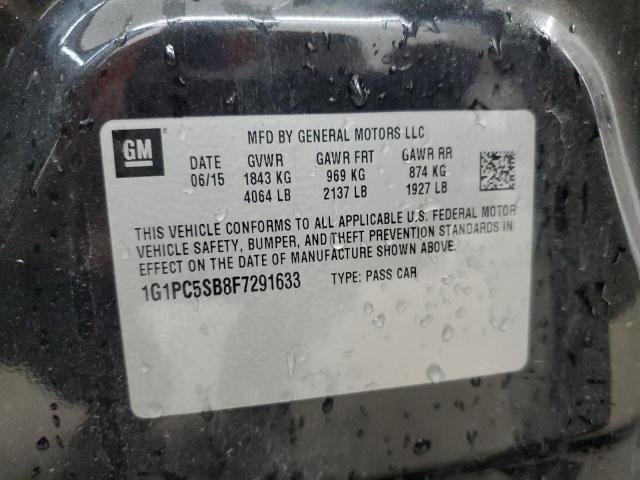 GM
MFD BY GENERAL MOTORS LLC
DATE GVWR GAWR FRT GAWR RR
06/15 1843 KG 969 KG 874 KG
4064 LB 2137 LB 1927 LB
THIS VEHICLE CONFORMS TO ALL APPLICABLE U.S. FEDERAL MOTOR
VEHICLE SAFETY, BUMPER, AND THEFT PREVENTION STANDARDS IN
EFFECT ON THE DATE OF MANUFACTURE SHOWN ABOVE.
1G1PC5SB8F7291633 TYPE: PASS CAR